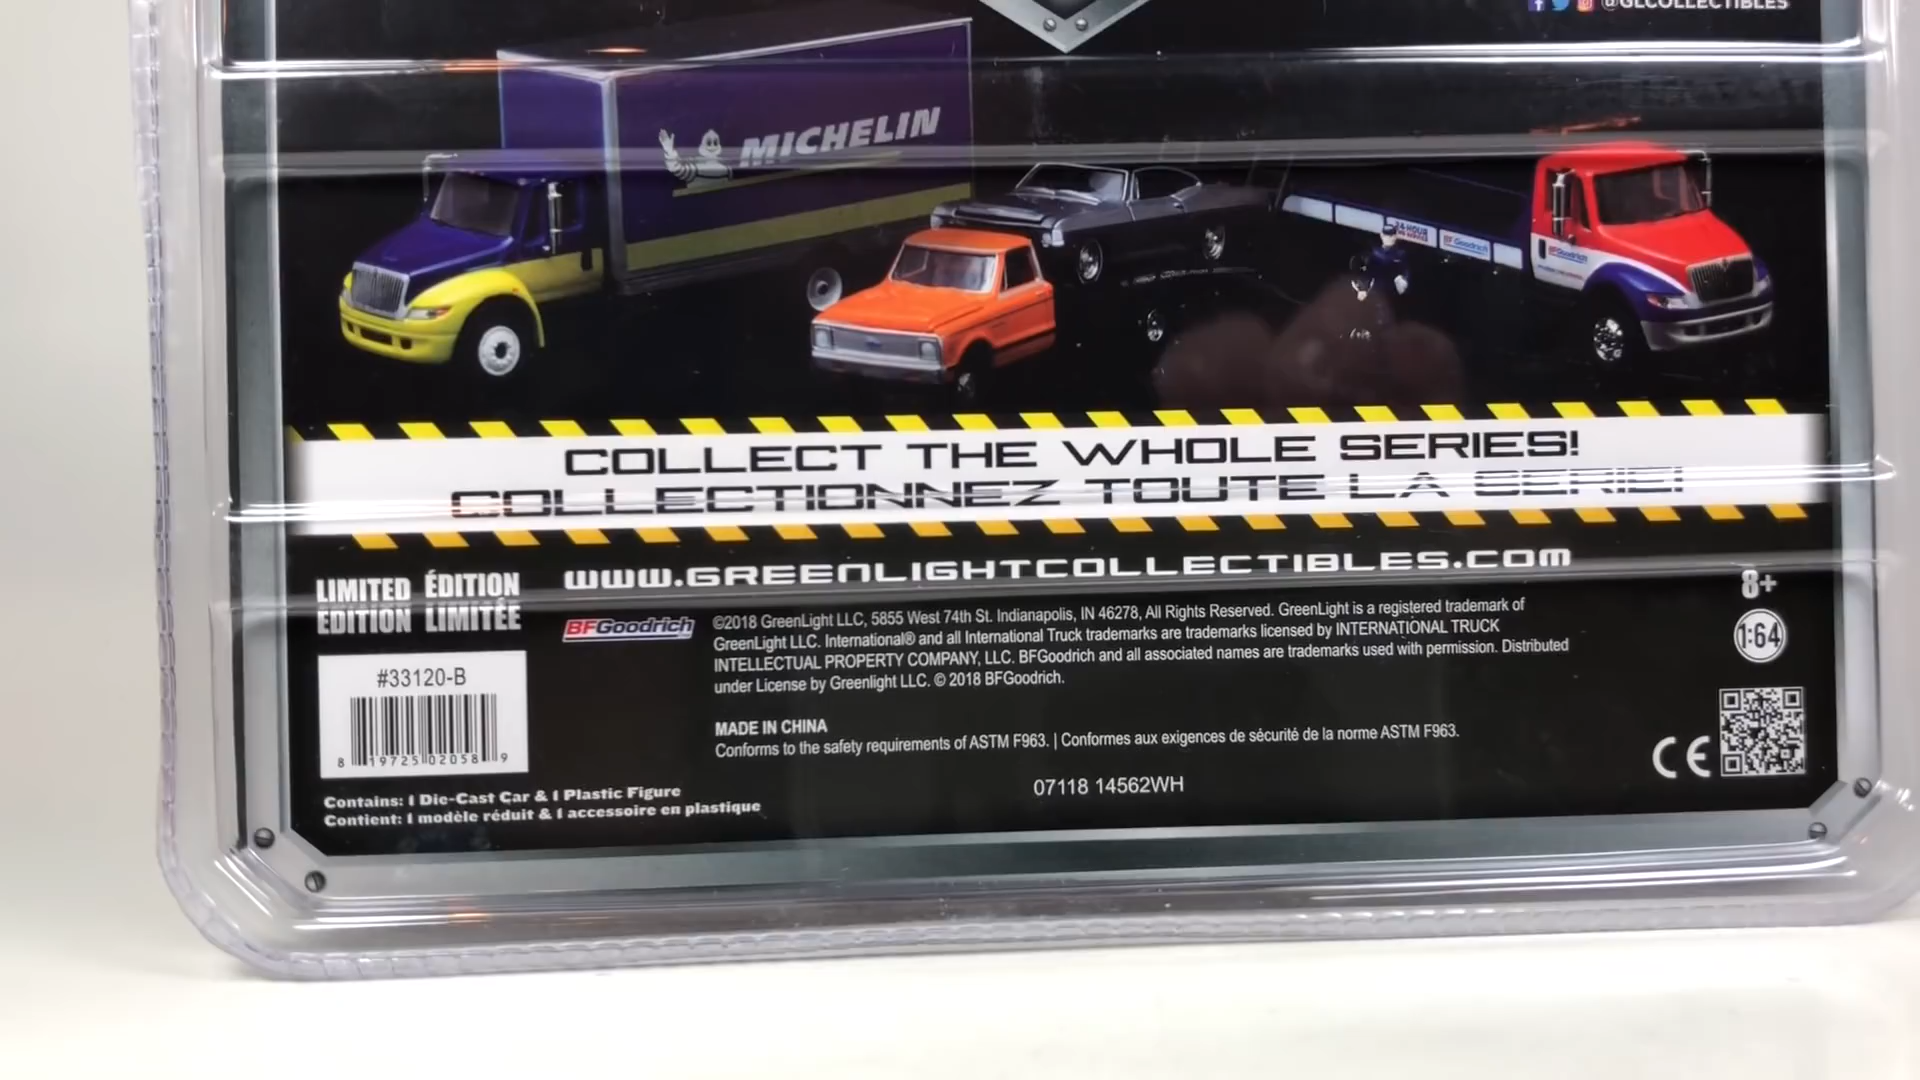 @GLCOLLECTIBLES
MICHELIN
24-HOUR
BFGoodrich
BFGoodrich
COLLECT THE WHOLE SERIES!
COLLECTIONNEZ TOUTE LA SERIE!
LIMITED ÉDITION
EDITION LIMITÉE
WWW.GREENLIGHTCOLLECTIBLES.COM
8+
BFGoodrich
©2018 GreenLight LLC, 5855 West 74th St. Indianapolis, IN 46278, All Rights Reserved. GreenLight is a registered trademark of
GreenLight LLC. International® and all International Truck trademarks are trademarks licensed by INTERNATIONAL TRUCK
INTELLECTUAL PROPERTY COMPANY, LLC. BFGoodrich and all associated names are trademarks used with permission. Distributed
under License by Greenlight LLC. © 2018 BFGoodrich.
1:64
#33120-B
8 19725 02058 9
MADE IN CHINA
Conforms to the safety requirements of ASTM F963. | Conformes aux exigences de sécurité de la norme ASTM F963.
CE
07118 14562WH
Contains: 1 Die-Cast Car & 1 Plastic Figure
Contient: 1 modèle réduit & 1 accessoire en plastique